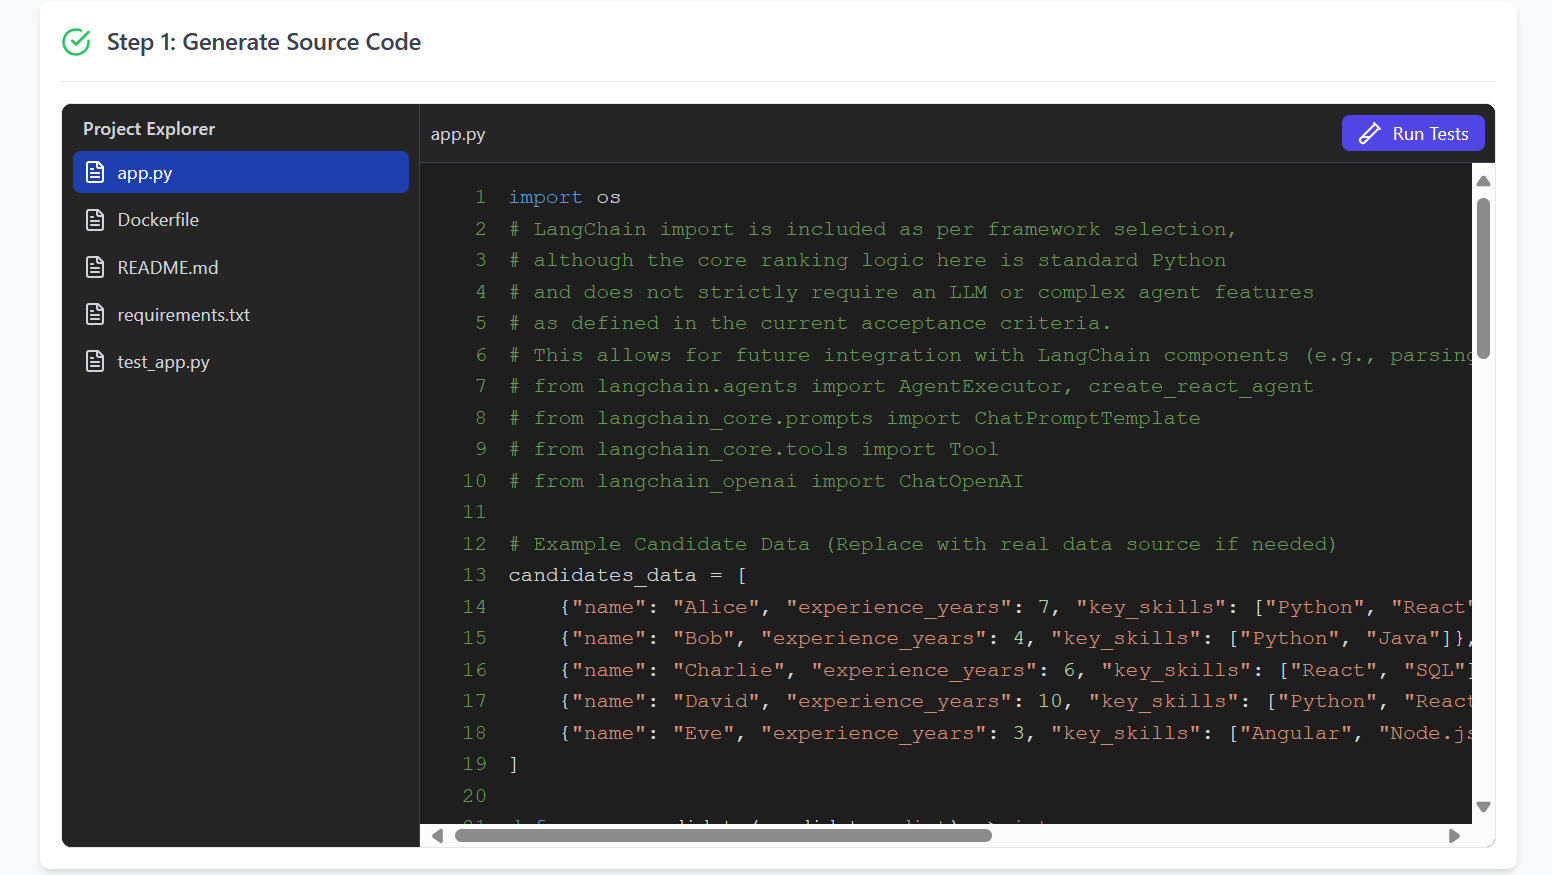 Step 1: Generate Source Code
Project Explorer
app.py
Dockerfile
README.md
requirements.txt
test_app.py
app.py
Run Tests
1 import os
2 # LangChain import is included as per framework selection,
3 # although the core ranking logic here is standard Python
4 # and does not strictly require an LLM or complex agent features
5 # as defined in the current acceptance criteria.
6 # This allows for future integration with LangChain components (e.g., parsing
7 # from langchain.agents import AgentExecutor, create_react_agent
8 # from langchain_core.prompts import ChatPromptTemplate
9 # from langchain_core.tools import Tool
10 # from langchain_openai import ChatOpenAI
11
12 # Example Candidate Data (Replace with real data source if needed)
13 candidates_data = [
14 {"name": "Alice", "experience_years": 7, "key_skills": ["Python", "React"
15 {"name": "Bob", "experience_years": 4, "key_skills": ["Python", "Java"]},
16 {"name": "Charlie", "experience_years": 6, "key_skills": ["React", "SQL"]
17 {"name": "David", "experience_years": 10, "key_skills": ["Python", "React
18 {"name": "Eve", "experience_years": 3, "key_skills": ["Angular", "Node.js
19 ]
20